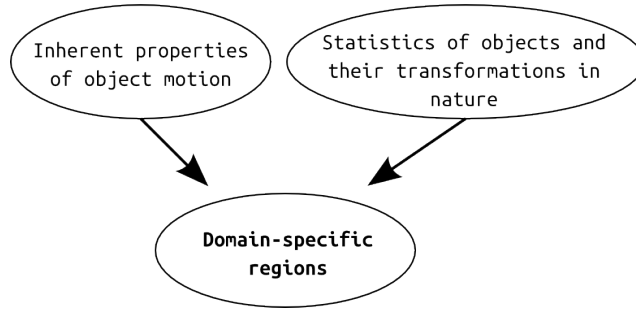 Inherent properties
of object motion
Statistics of objects and
their transformations in
nature
Domain-specific
regions